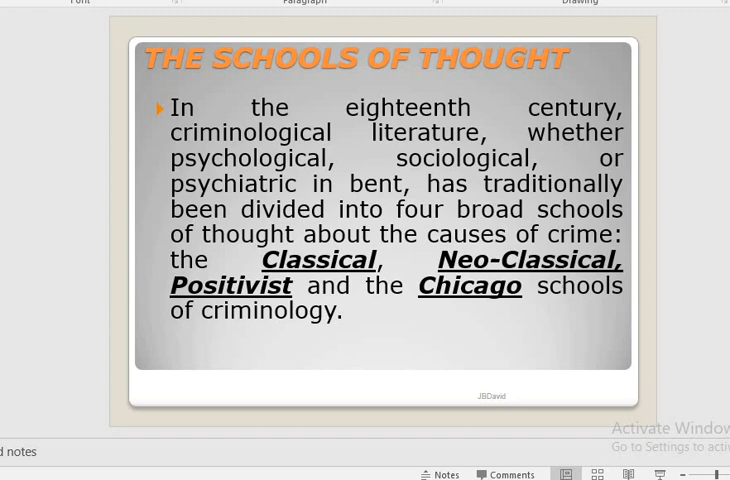 Font
Paragraph
Drawing
THE SCHOOLS OF THOUGHT
In the eighteenth century,
criminological literature, whether
psychological, sociological, or
psychiatric in bent, has traditionally
been divided into four broad schools
of thought about the causes of crime:
the Classical, Neo-Classical,
Positivist and the Chicago schools
of criminology.
JBDavid
Activate Window
Go to Settings to activ
d notes
Notes
Comments